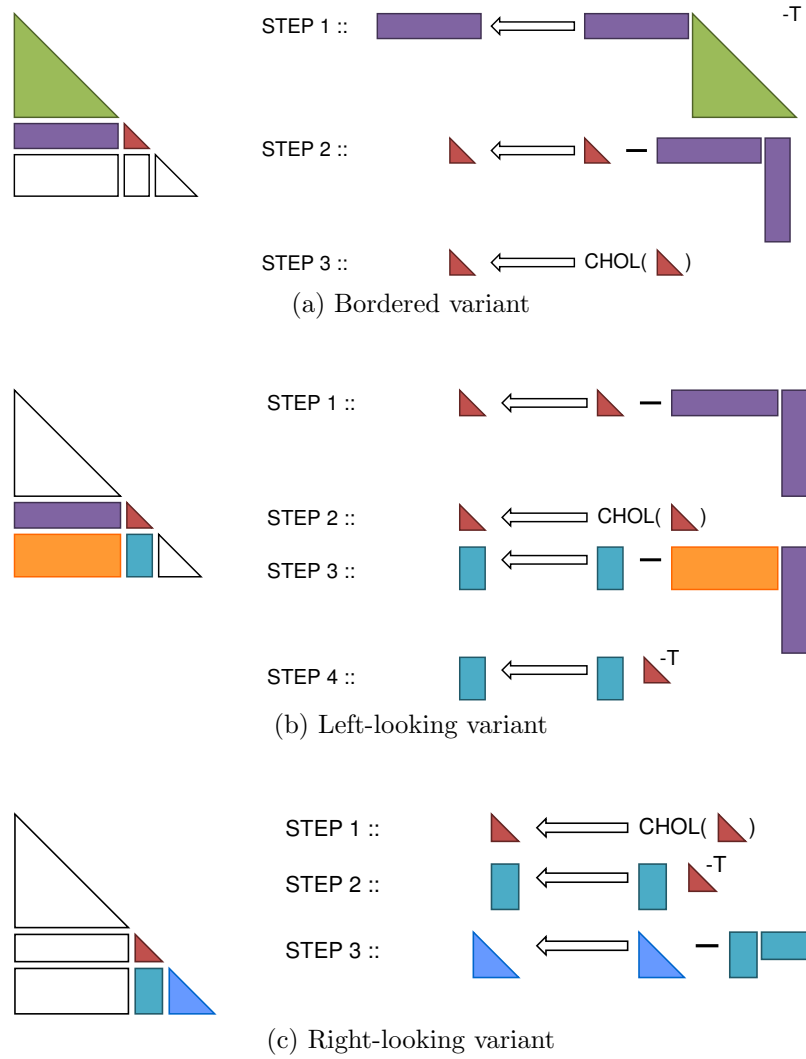 STEP 1 :: -T
STEP 2 :: –
STEP 3 :: CHOL( )
(a) Bordered variant
STEP 1 :: –
STEP 2 :: CHOL( )
STEP 3 :: –
STEP 4 :: -T
(b) Left-looking variant
STEP 1 :: CHOL( )
STEP 2 :: -T
STEP 3 :: –
(c) Right-looking variant